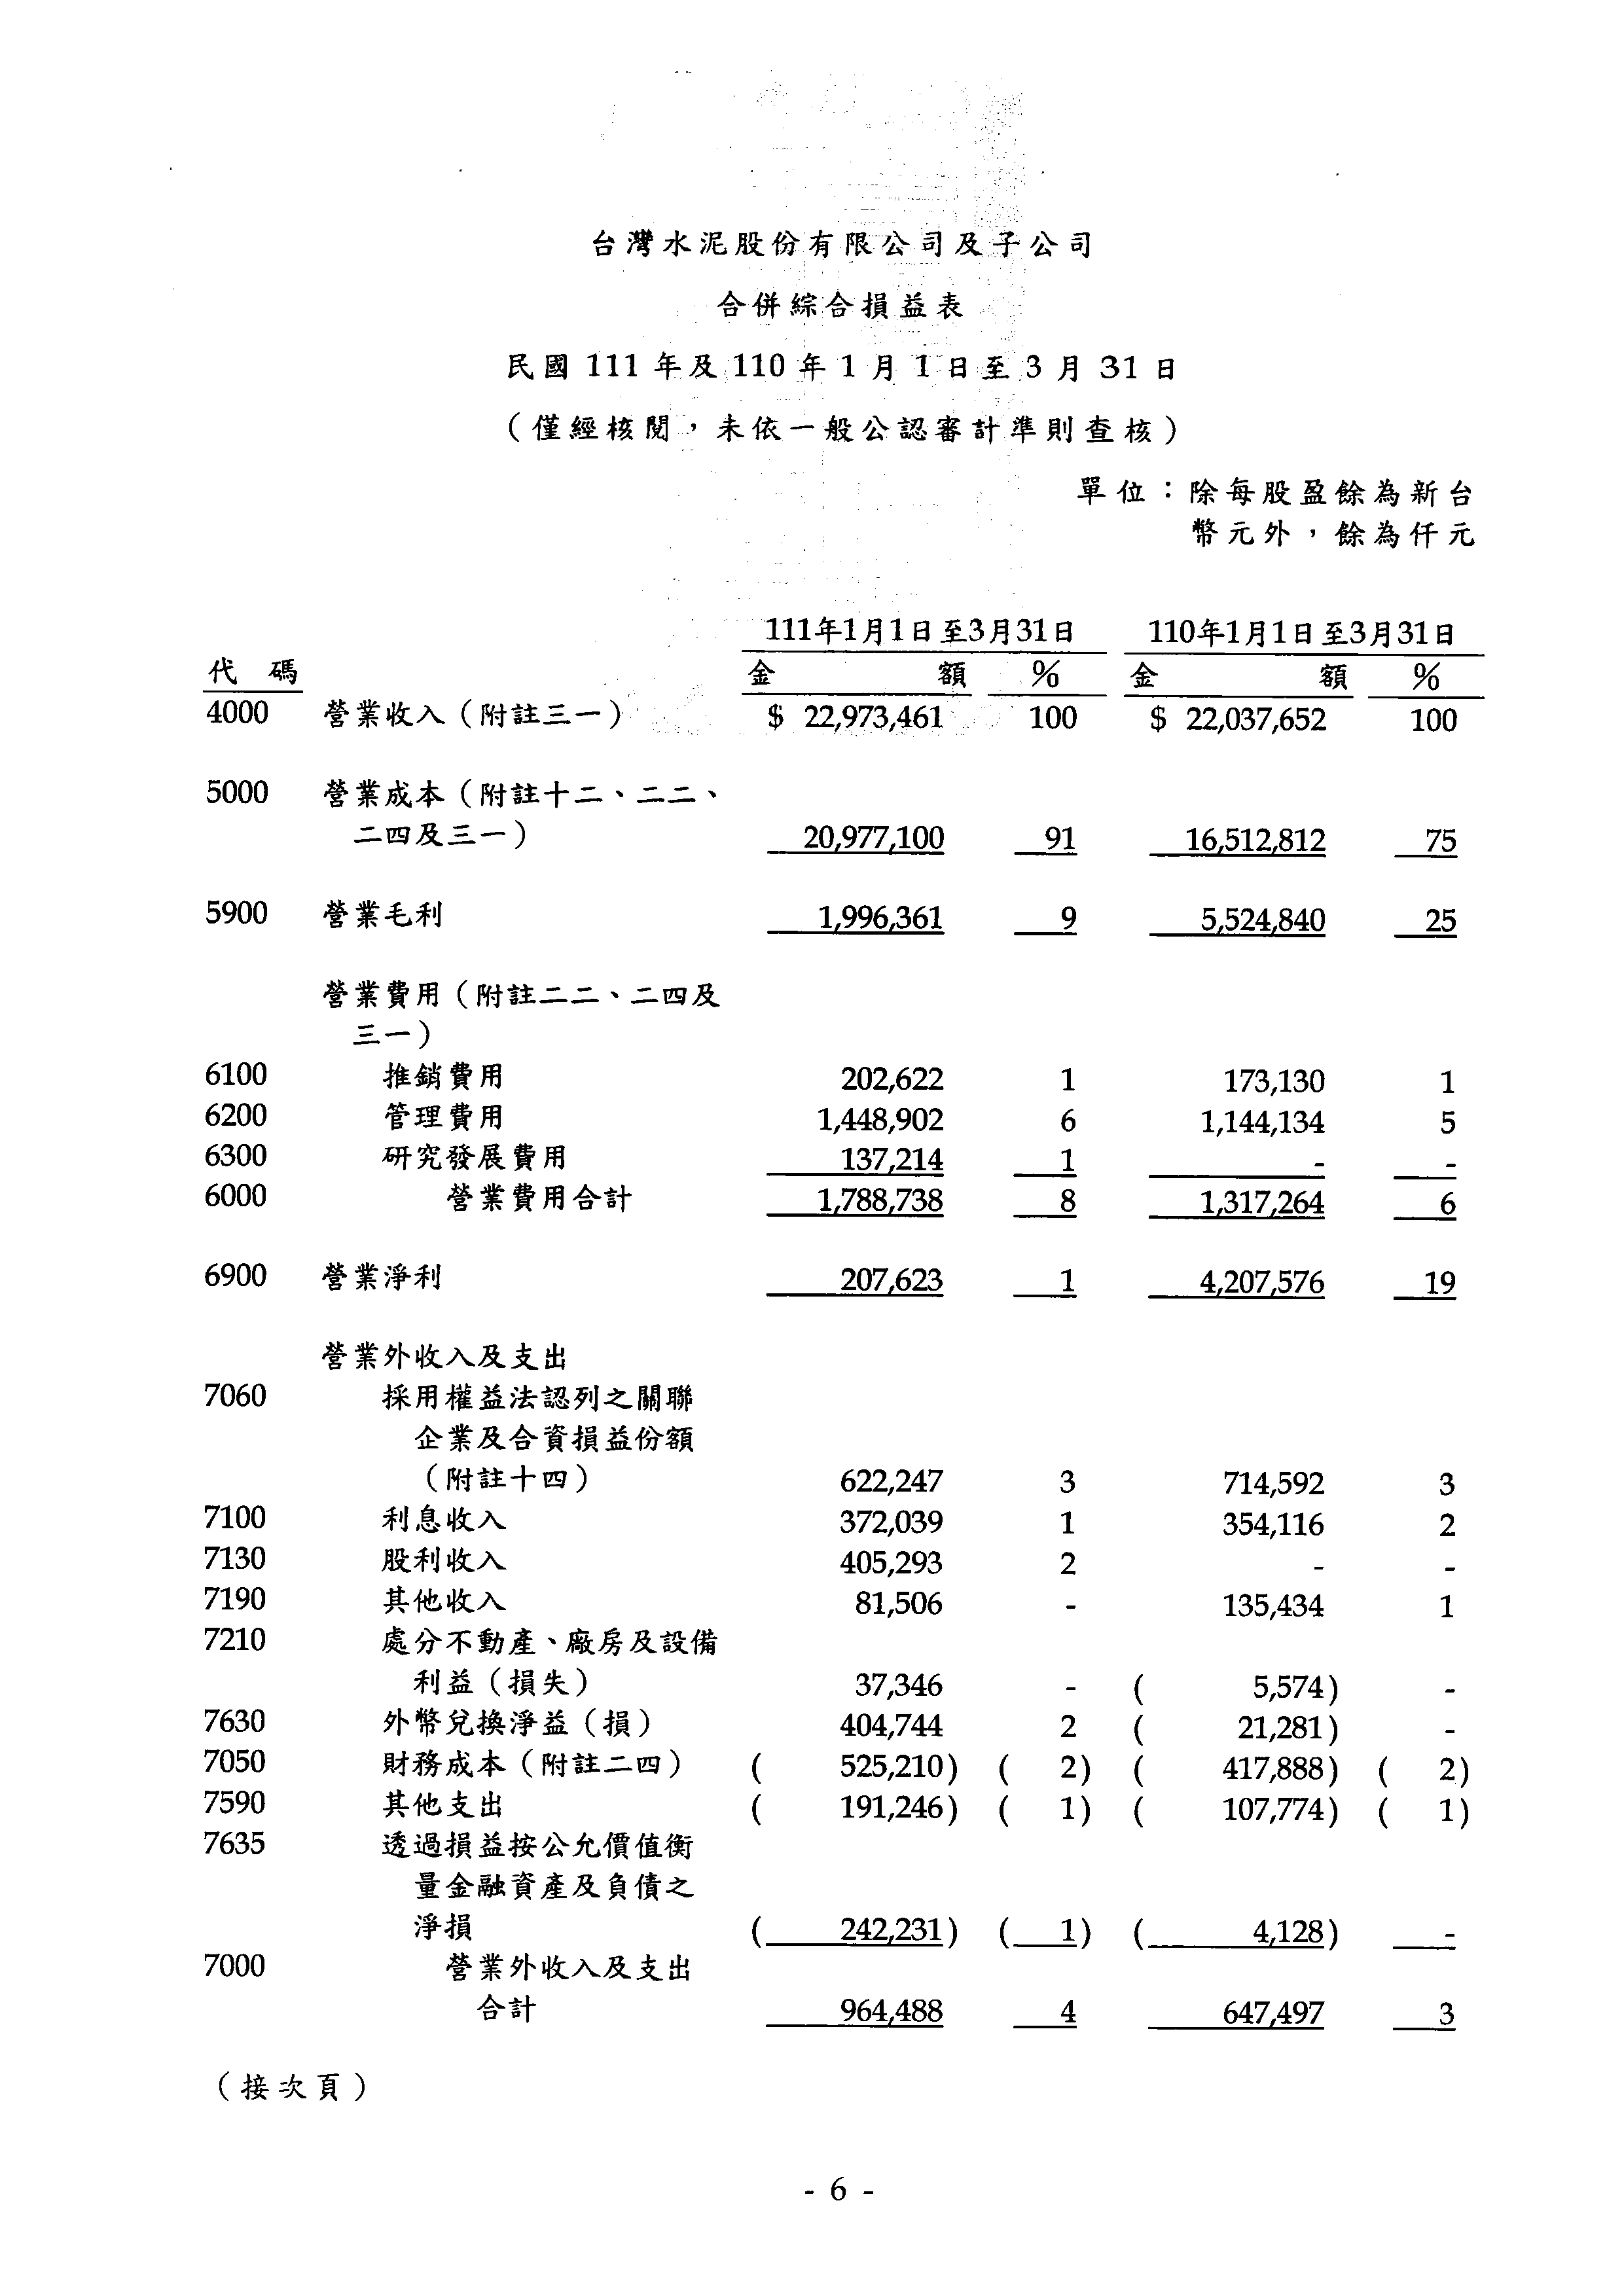 台灣水泥股份有限公司及子公司
合併綜合損益表
民國 111 年及 110 年 1 月 1 日至 3 月 31 日
（僅經核閱，未依一般公認審計準則查核）
單位：除每股盈餘為新台
幣元外，餘為仟元
111年1月1日至3月31日 110年1月1日至3月31日
代 碼 金 額 % 金 額 %
4000 營業收入（附註三一） $ 22,973,461 100 $ 22,037,652 100
5000 營業成本（附註十二、二二、
二四及三一） 20,977,100 91 16,512,812 75
5900 營業毛利 1,996,361 9 5,524,840 25
營業費用（附註二二、二四及
三一）
6100 推銷費用 202,622 1 173,130 1
6200 管理費用 1,448,902 6 1,144,134 5
6300 研究發展費用 137,214 1 - -
6000 營業費用合計 1,788,738 8 1,317,264 6
6900 營業淨利 207,623 1 4,207,576 19
營業外收入及支出
7060 採用權益法認列之關聯
企業及合資損益份額
（附註十四） 622,247 3 714,592 3
7100 利息收入 372,039 1 354,116 2
7130 股利收入 405,293 2 - -
7190 其他收入 81,506 - 135,434 1
7210 處分不動產、廠房及設備
利益（損失） 37,346 - ( 5,574) -
7630 外幣兌換淨益（損） 404,744 2 ( 21,281) -
7050 財務成本（附註二四） ( 525,210) ( 2) ( 417,888) ( 2)
7590 其他支出 ( 191,246) ( 1) ( 107,774) ( 1)
7635 透過損益按公允價值衡
量金融資產及負債之
淨損 ( 242,231) ( 1) ( 4,128) -
7000 營業外收入及支出
合計 964,488 4 647,497 3
（接次頁）
- 6 -